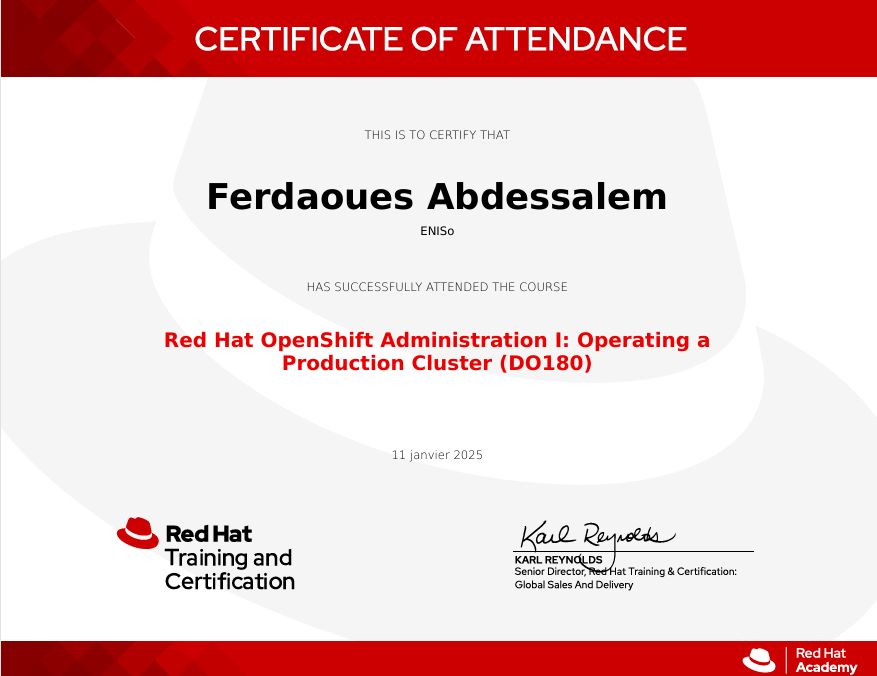 CERTIFICATE OF ATTENDANCE
THIS IS TO CERTIFY THAT
Ferdaoues Abdessalem
ENISo
HAS SUCCESSFULLY ATTENDED THE COURSE
Red Hat OpenShift Administration I: Operating a
Production Cluster (DO180)
11 janvier 2025
Red Hat
Training and
Certification
Karl Reynolds
KARL REYNOLDS
Senior Director, Red Hat Training & Certification:
Global Sales And Delivery
Red Hat
Academy